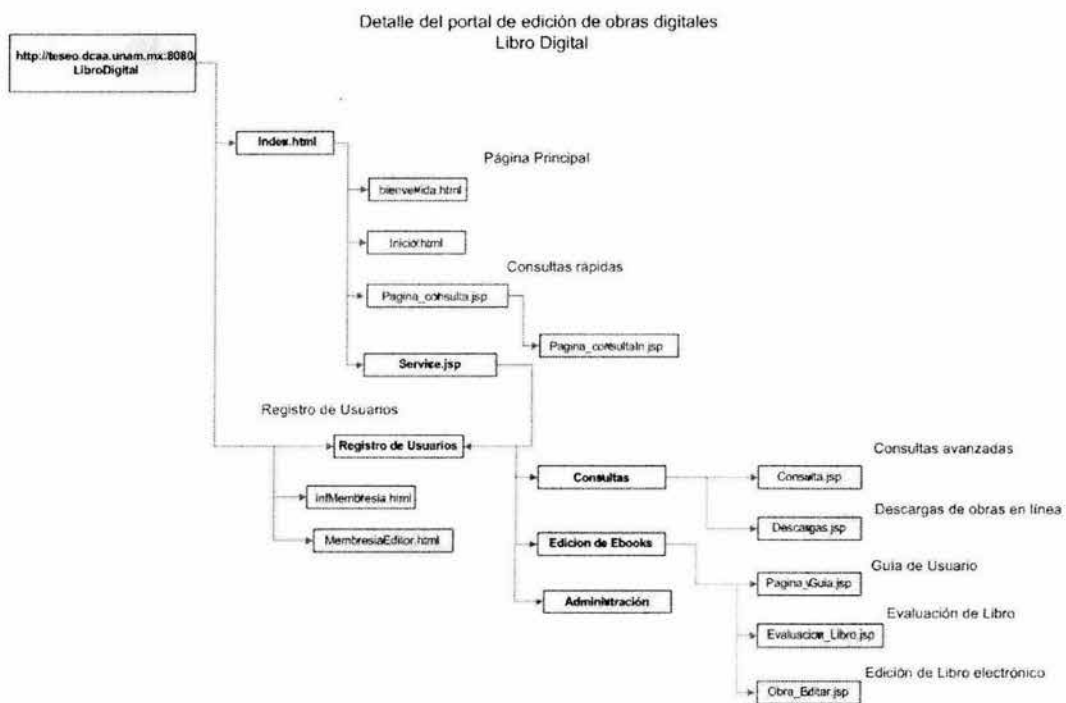 Detalle del portal de edición de obras digitales
Libro Digital
http://teseo.dcaa.unam.mx:8080/
LibroDigital
Index.html
Página Principal
bienvenida.html
Inicio.html
Consultas rápidas
Pagina_consulta.jsp
Pagina_consultaIn.jsp
Service.jsp
Registro de Usuarios
Registro de Usuarios
Consultas avanzadas
Consultas
Consulta.jsp
InfMembresia.html
Descargas de obras en línea
Descargas.jsp
MembresiaEditor.html
Edicion de Ebooks
Guía de Usuario
Pagina_Guia.jsp
Administración
Evaluación de Libro
Evaluacion_Libro.jsp
Edición de Libro electrónico
Obra_Editar.jsp